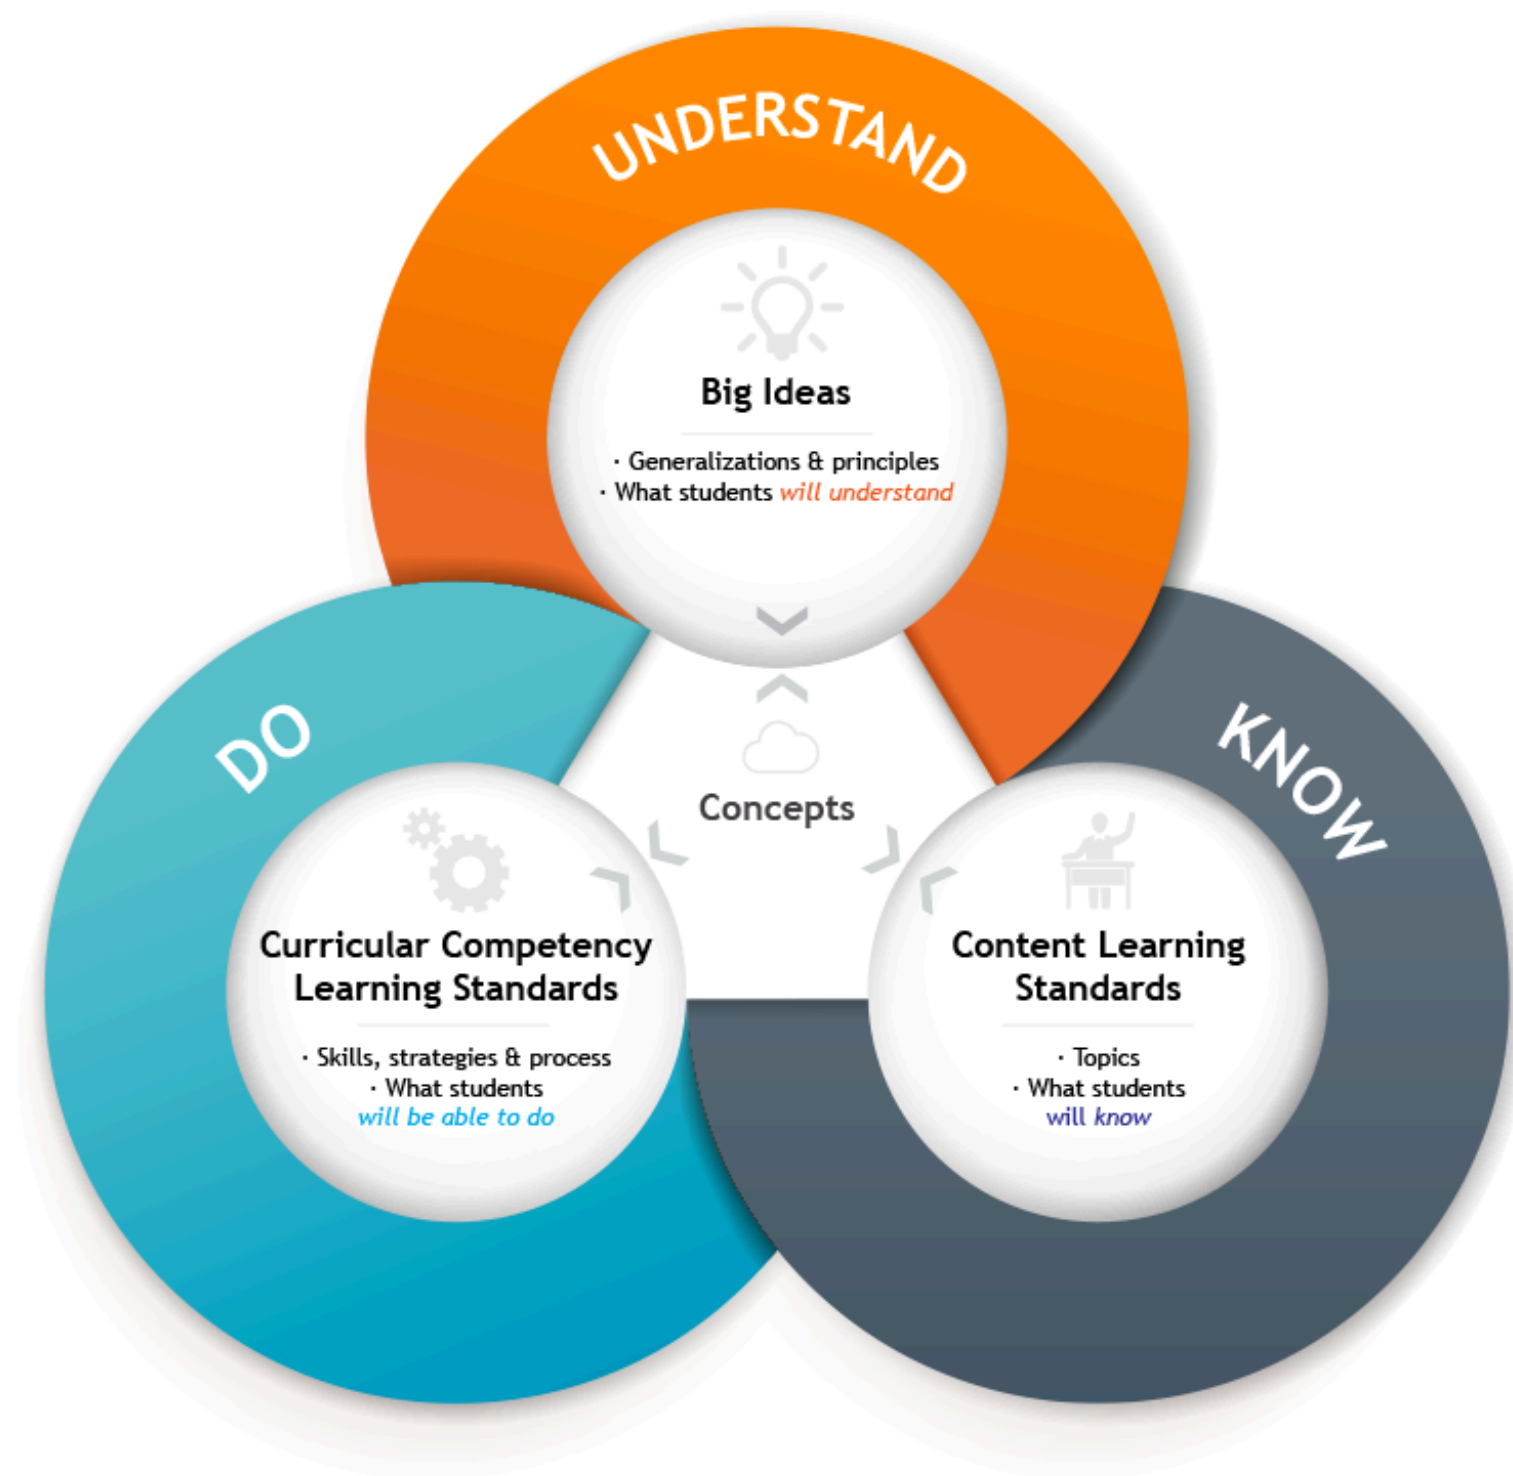 UNDERSTAND
Big Ideas
· Generalizations & principles
· What students will understand
DO
KNOW
Concepts
Curricular Competency
Learning Standards
· Skills, strategies & process
· What students
will be able to do
Content Learning
Standards
· Topics
· What students
will know